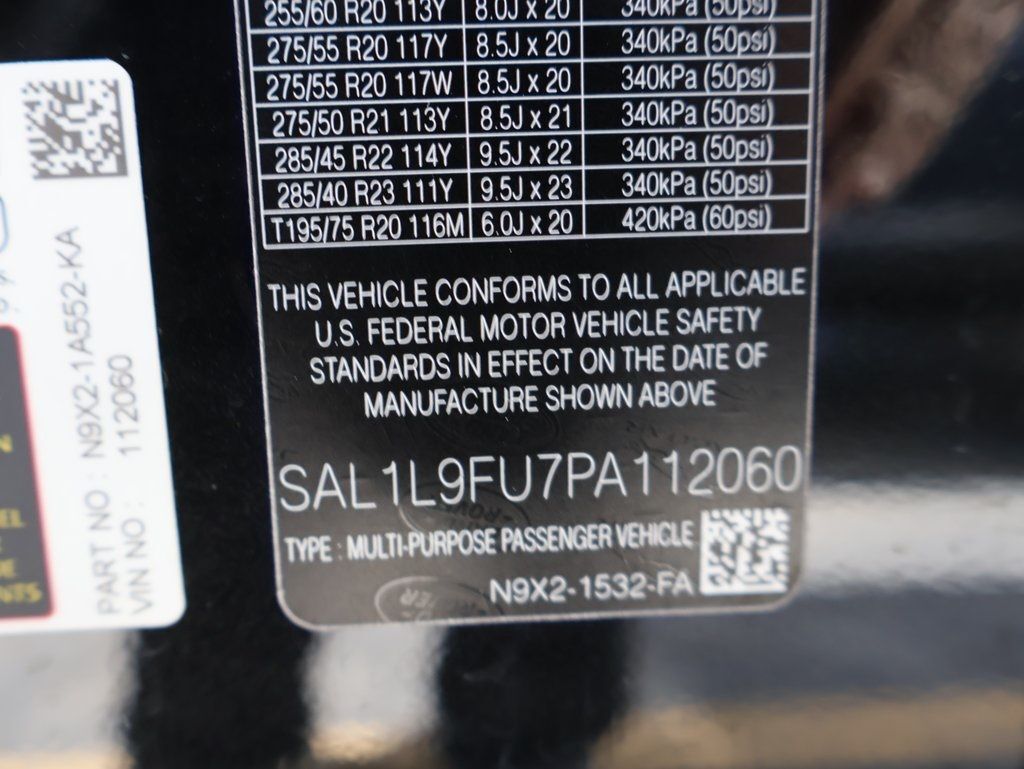 255/60 R20 113Y 8.0J x 20 340kPa (50psi)
275/55 R20 117Y 8.5J x 20 340kPa (50psi)
275/55 R20 117W 8.5J x 20 340kPa (50psi)
275/50 R21 113Y 8.5J x 21 340kPa (50psi)
285/45 R22 114Y 9.5J x 22 340kPa (50psi)
285/40 R23 111Y 9.5J x 23 340kPa (50psi)
T195/75 R20 116M 6.0J x 20 420kPa (60psi)
THIS VEHICLE CONFORMS TO ALL APPLICABLE
U.S. FEDERAL MOTOR VEHICLE SAFETY
STANDARDS IN EFFECT ON THE DATE OF
MANUFACTURE SHOWN ABOVE
SAL1L9FU7PA112060
TYPE : MULTI-PURPOSE PASSENGER VEHICLE
N9X2-1532-FA
PART NO : N9X2-1A552-KA
VIN NO : 112060